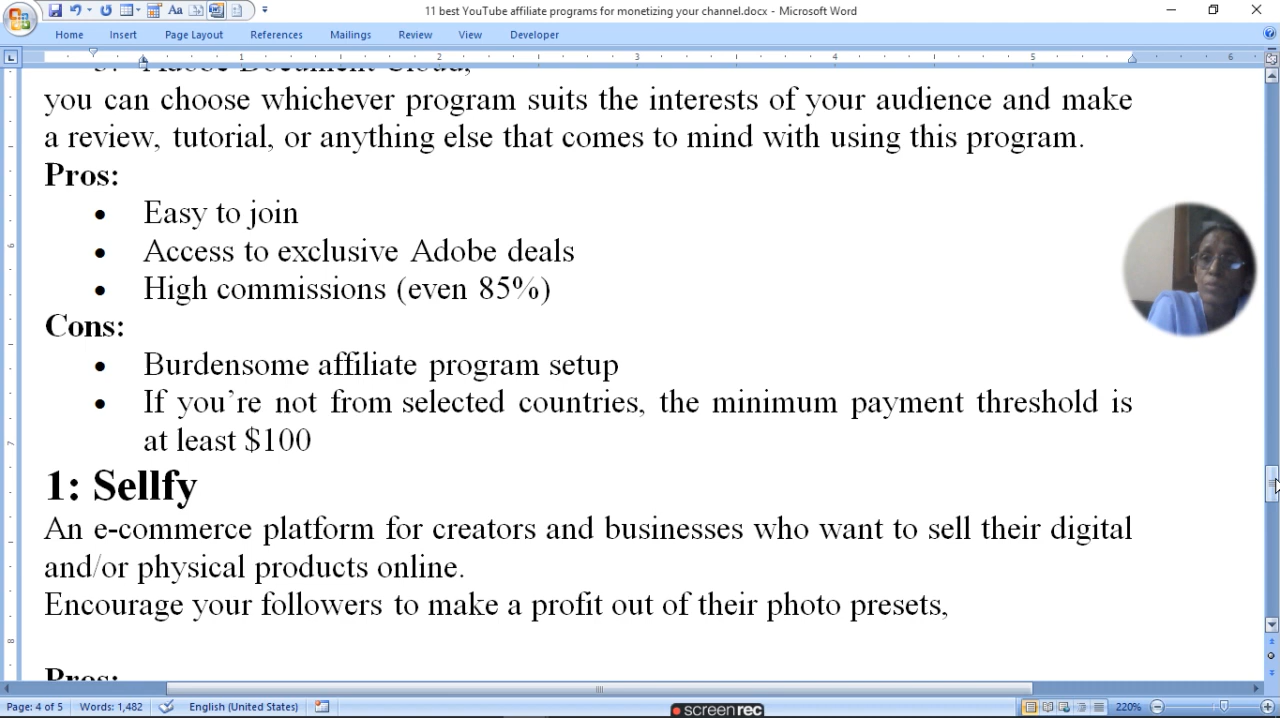 11 best YouTube affiliate programs for monetizing your channel.docx - Microsoft Word
Home Insert Page Layout References Mailings Review View Developer
Adobe Document Cloud,
you can choose whichever program suits the interests of your audience and make
a review, tutorial, or anything else that comes to mind with using this program.
Pros:
• Easy to join
• Access to exclusive Adobe deals
• High commissions (even 85%)
Cons:
• Burdensome affiliate program setup
• If you’re not from selected countries, the minimum payment threshold is
at least $100
1: Sellfy
An e-commerce platform for creators and businesses who want to sell their digital
and/or physical products online.
Encourage your followers to make a profit out of their photo presets,
Pros:
Page: 4 of 5 Words: 1,482 English (United States) 220%
screenrec